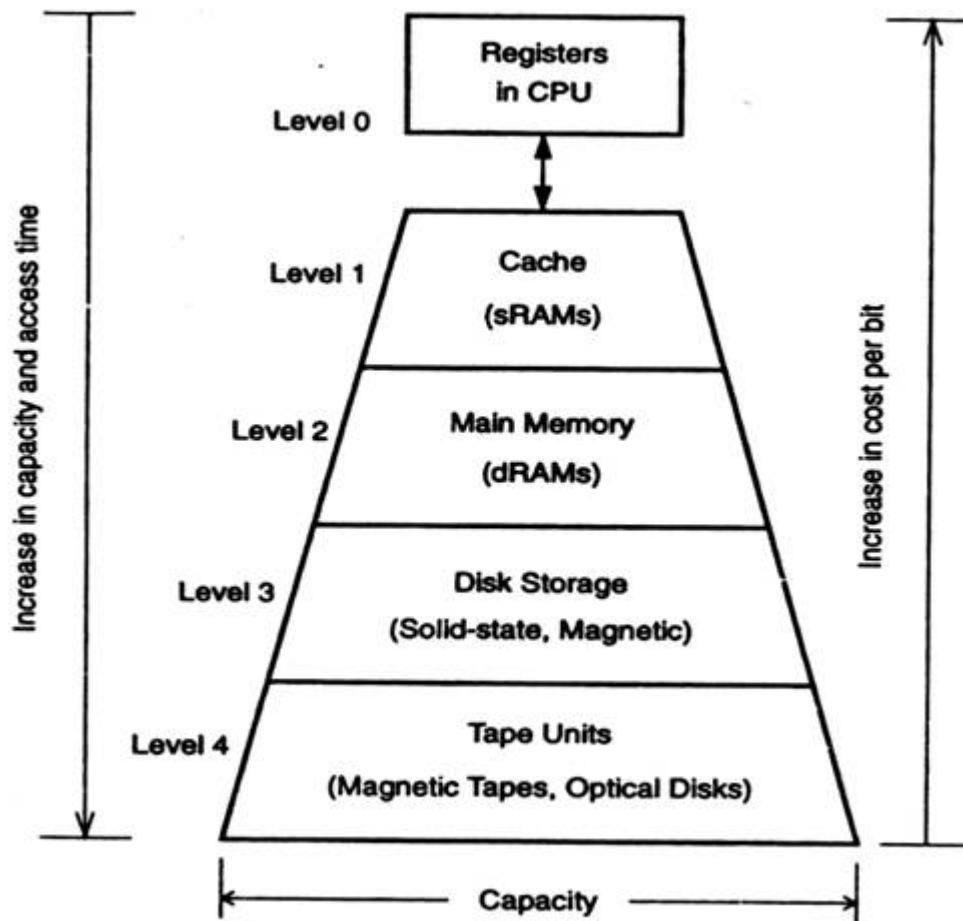 Registers
in CPU
Level 0
Level 1
Cache
(sRAMs)
Level 2
Main Memory
(dRAMs)
Level 3
Disk Storage
(Solid-state, Magnetic)
Level 4
Tape Units
(Magnetic Tapes, Optical Disks)
Capacity
Increase in capacity and access time
Increase in cost per bit